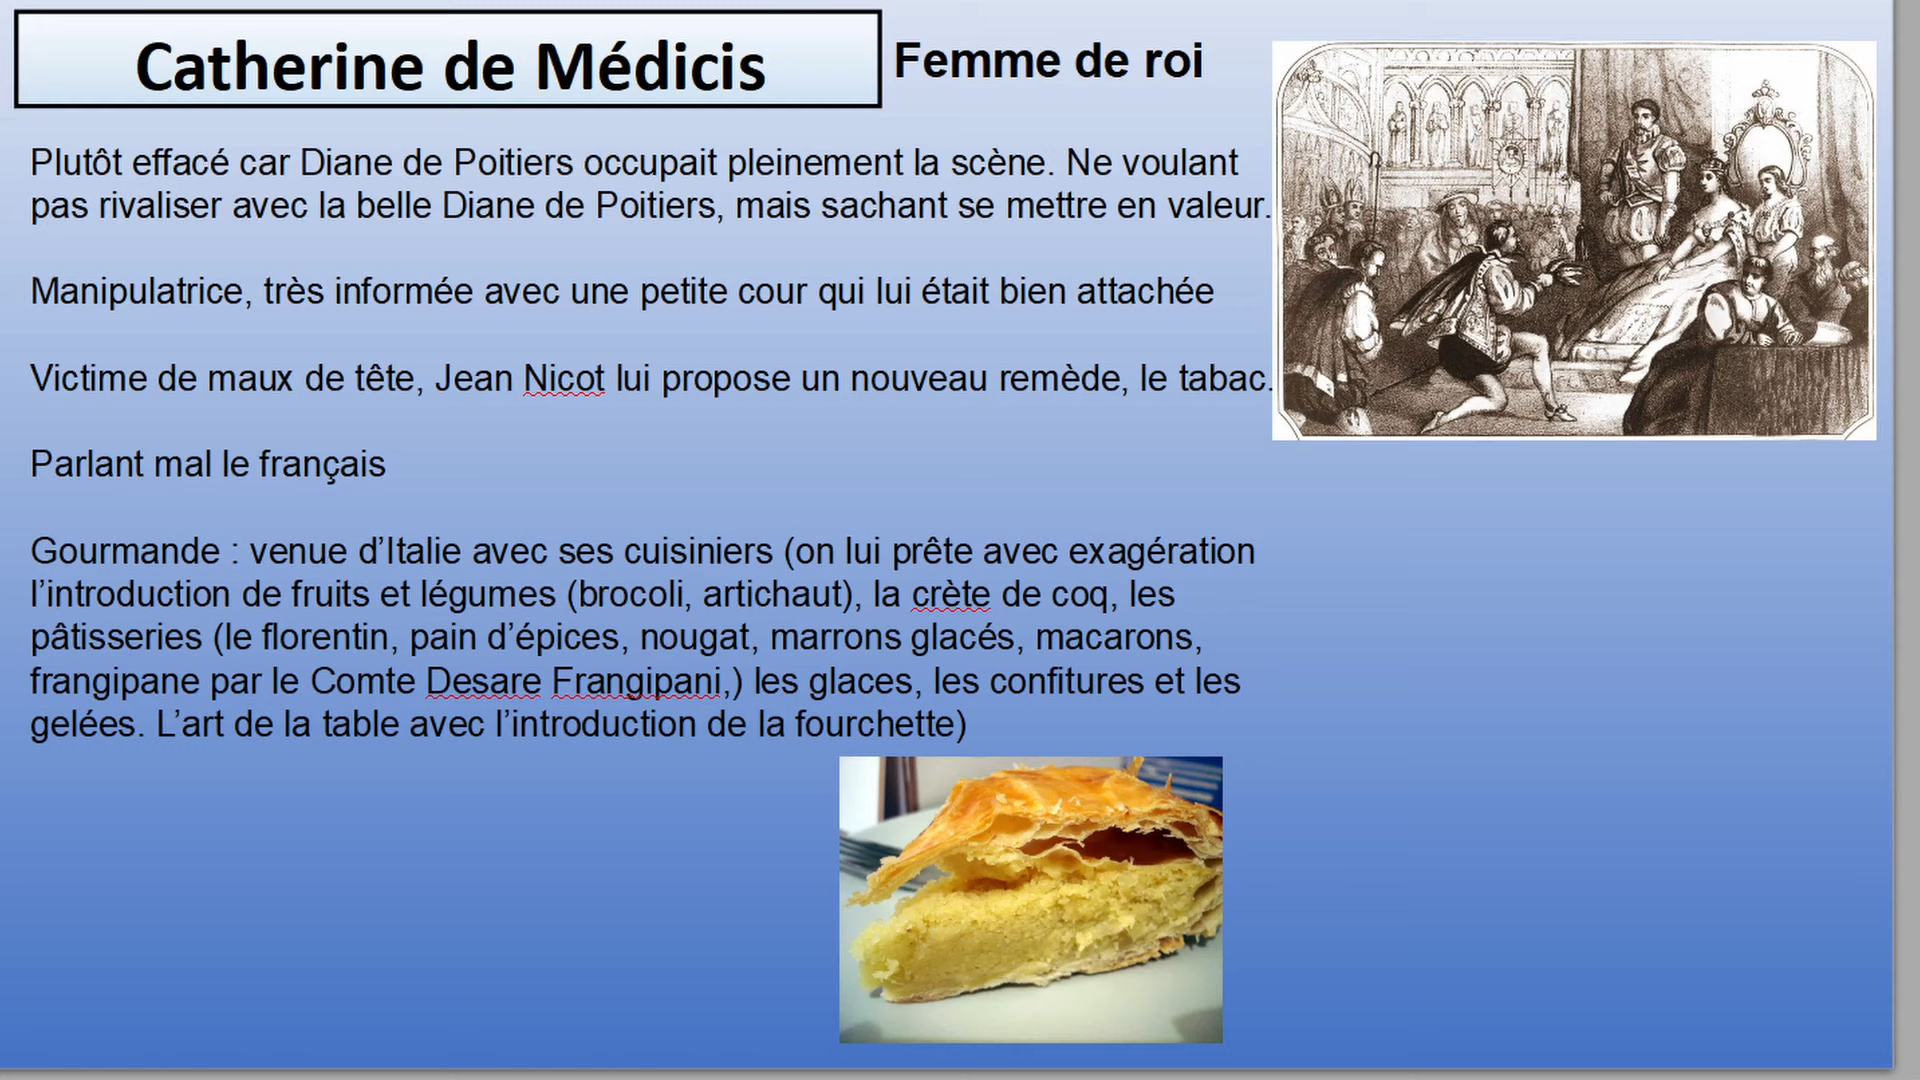 Catherine de Médicis
Femme de roi
Plutôt effacé car Diane de Poitiers occupait pleinement la scène. Ne voulant
pas rivaliser avec la belle Diane de Poitiers, mais sachant se mettre en valeur.
Manipulatrice, très informée avec une petite cour qui lui était bien attachée
Victime de maux de tête, Jean Nicot lui propose un nouveau remède, le tabac.
Parlant mal le français
Gourmande : venue d’Italie avec ses cuisiniers (on lui prête avec exagération
l’introduction de fruits et légumes (brocoli, artichaut), la crète de coq, les
pâtisseries (le florentin, pain d’épices, nougat, marrons glacés, macarons,
frangipane par le Comte Desare Frangipani,) les glaces, les confitures et les
gelées. L’art de la table avec l’introduction de la fourchette)